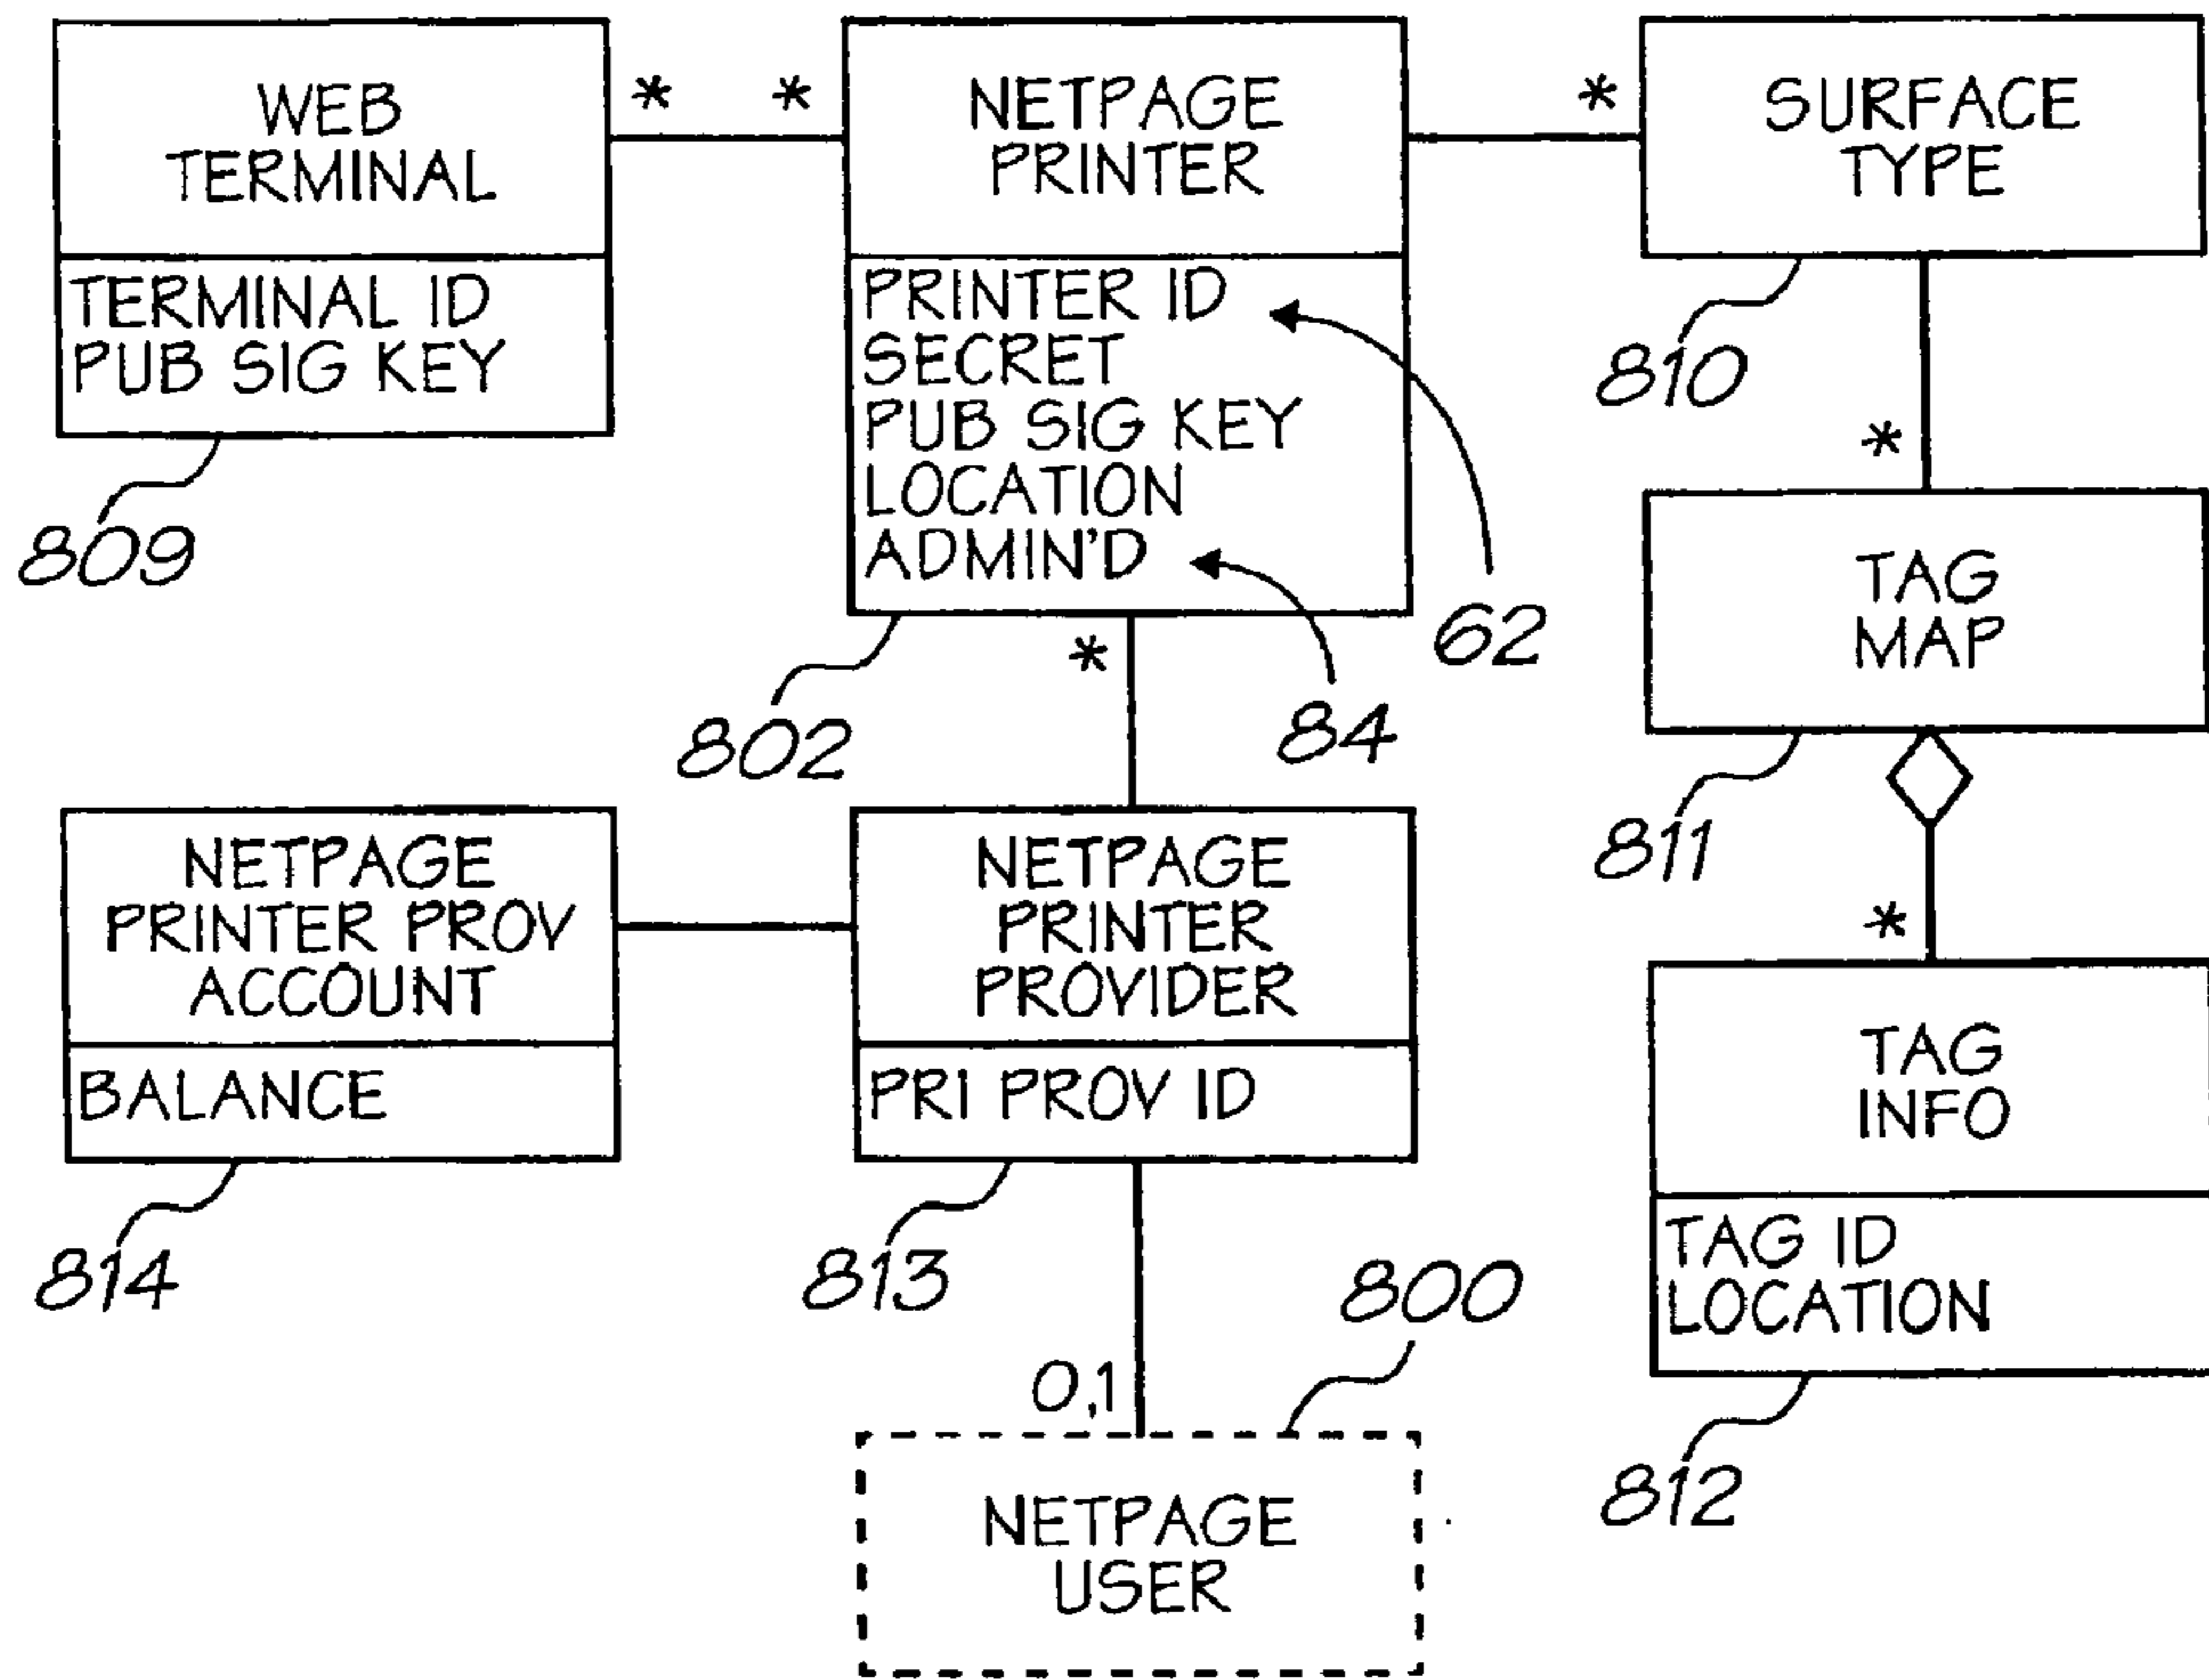 WEB
TERMINAL
TERMINAL ID
PUB SIG KEY
809
*
*
NETPAGE
PRINTER
PRINTER ID
SECRET
PUB SIG KEY
LOCATION
ADMIN'D
62
84
802
*
*
SURFACE
TYPE
810
*
TAG
MAP
811
*
TAG
INFO
TAG ID
LOCATION
812
NETPAGE
PRINTER PROV
ACCOUNT
BALANCE
814
NETPAGE
PRINTER
PROVIDER
PRI PROV ID
813
800
0,1
NETPAGE
USER